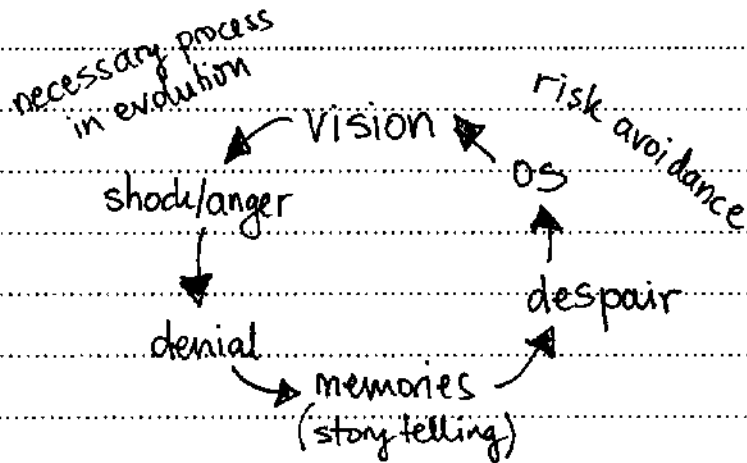 necessary process
in evolution
risk avoidance
vision
OS
shock/anger
despair
denial
memories
(story telling)